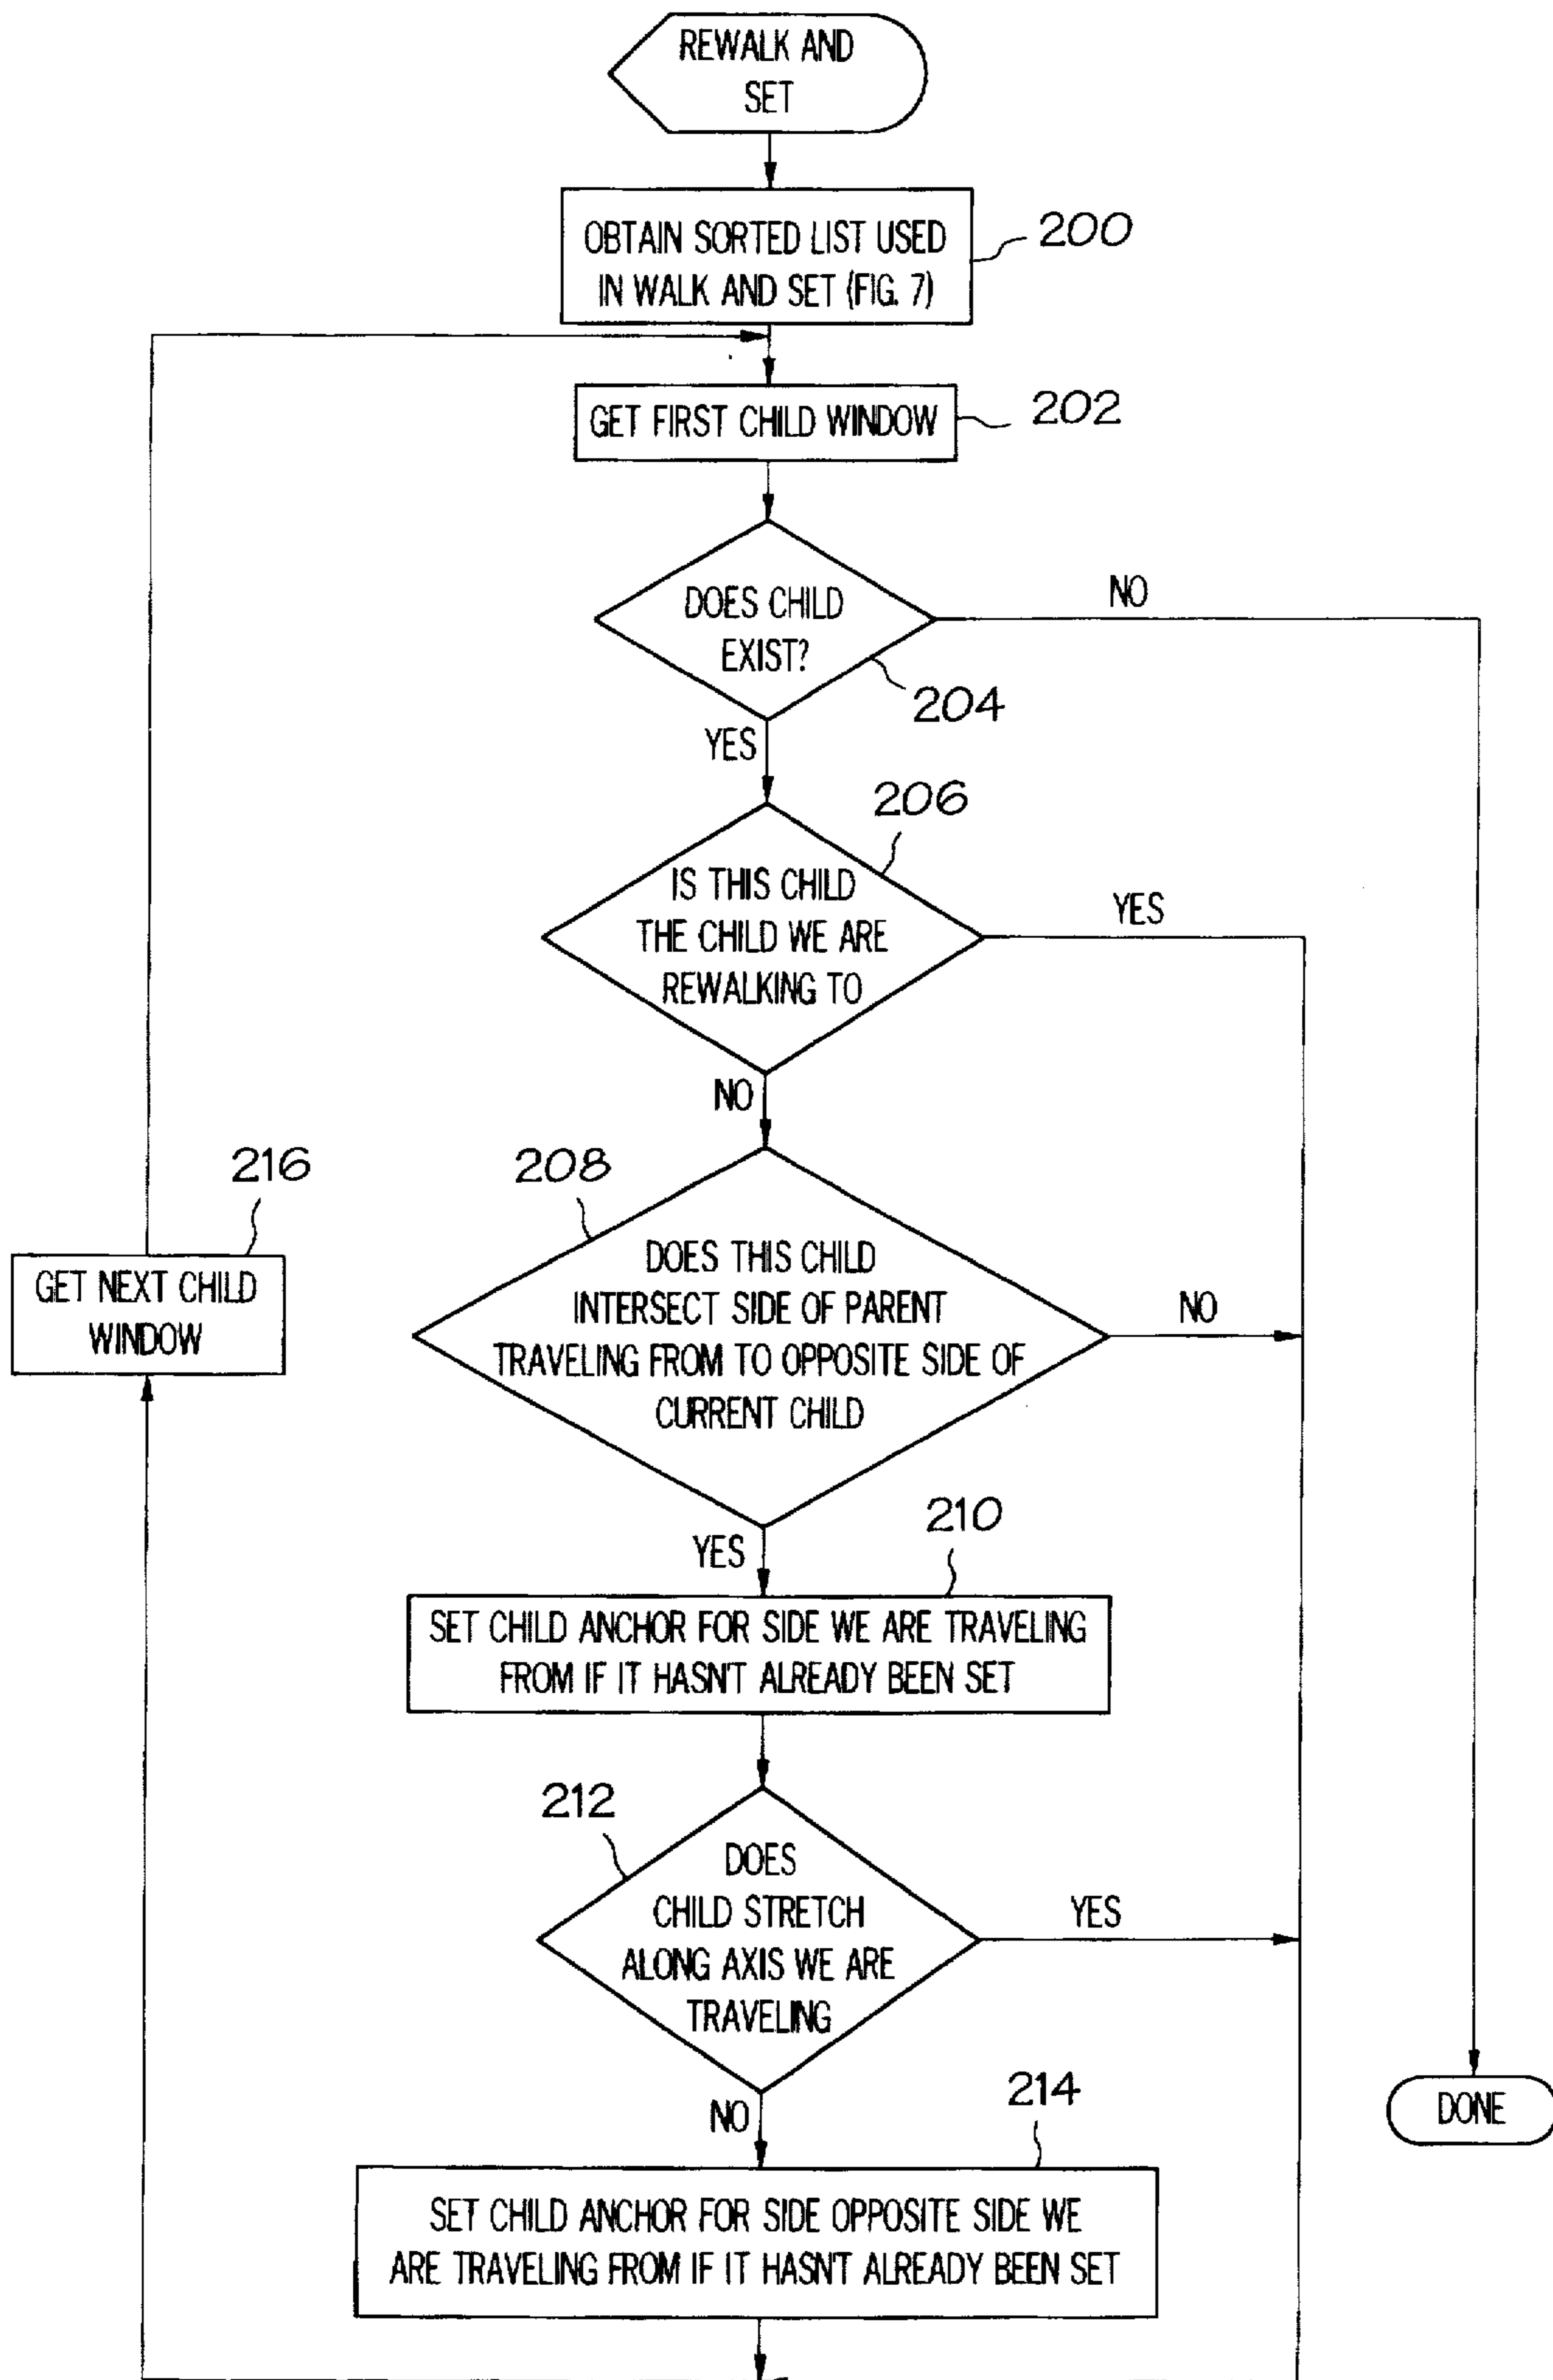 REWALK AND
SET
OBTAIN SORTED LIST USED
IN WALK AND SET (FIG. 7)
200
GET FIRST CHILD WINDOW
202
DOES CHILD
EXIST?
NO
204
YES
206
IS THIS CHILD
THE CHILD WE ARE
REWALKING TO
YES
NO
216
GET NEXT CHILD
WINDOW
208
DOES THIS CHILD
INTERSECT SIDE OF PARENT
TRAVELING FROM TO OPPOSITE SIDE OF
CURRENT CHILD
NO
YES
210
SET CHILD ANCHOR FOR SIDE WE ARE TRAVELING
FROM IF IT HASN'T ALREADY BEEN SET
212
DOES
CHILD STRETCH
ALONG AXIS WE ARE
TRAVELING
YES
NO
DONE
214
SET CHILD ANCHOR FOR SIDE OPPOSITE SIDE WE
ARE TRAVELING FROM IF IT HASN'T ALREADY BEEN SET